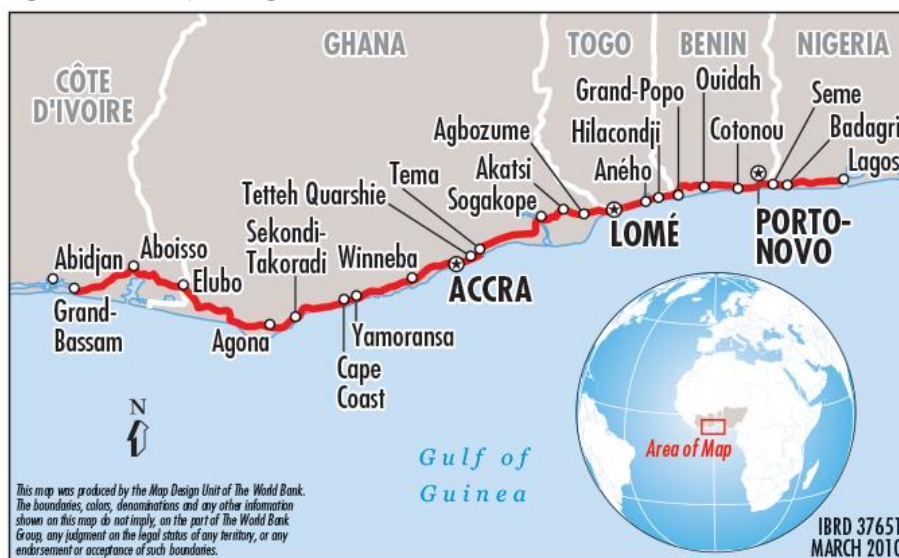 GHANA
TOGO
BENIN
NIGERIA
CÔTE
D'IVOIRE
Ouidah
Grand-Popo
Seme
Agbozume
Hilacondji
Cotonou
Badagri
Tema
Akatsi
Aného
Lagos
Tetteh Quarshie
Sogakope
Sekondi-
Takoradi
LOMÉ
PORTO-
NOVO
Abidjan
Aboisso
Winneba
Elubo
ACCRA
Grand-
Bassam
Agona
Yamoransa
Cape
Coast
N
Gulf of
Guinea
Area of Map
This map was produced by the Map Design Unit of The World Bank.
The boundaries, colors, denominations and any other information
shown on this map do not imply, on the part of The World Bank
Group, any judgment on the legal status of any territory, or any
endorsement or acceptance of such boundaries.
IBRD 37651
MARCH 2010